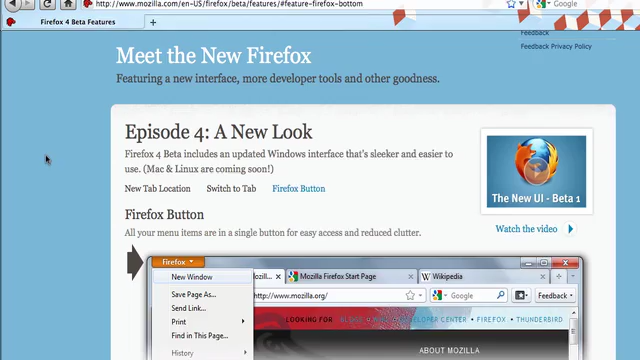 www.mozilla.com/en-US/firefox/beta/features/#feature-firefox-bottom
Google
Firefox 4 Beta Features
Feedback
Feedback Privacy Policy
Meet the New Firefox
Featuring a new interface, more developer tools and other goodness.
Episode 4: A New Look
Firefox 4 Beta includes an updated Windows interface that's sleeker and easier to
use. (Mac & Linux are coming soon!)
New Tab Location Switch to Tab Firefox Button
The New UI - Beta 1
Watch the video
Firefox Button
All your menu items are in a single button for easy access and reduced clutter.
Firefox
New Window
Save Page As...
Send Link...
Print
Find in This Page...
History
Mozilla Firefox Start Page
Wikipedia
http://www.mozilla.org/
Google
Feedback
LOOKING FOR
CENTER
FIREFOX
THUNDERBIRD
ABOUT MOZILLA